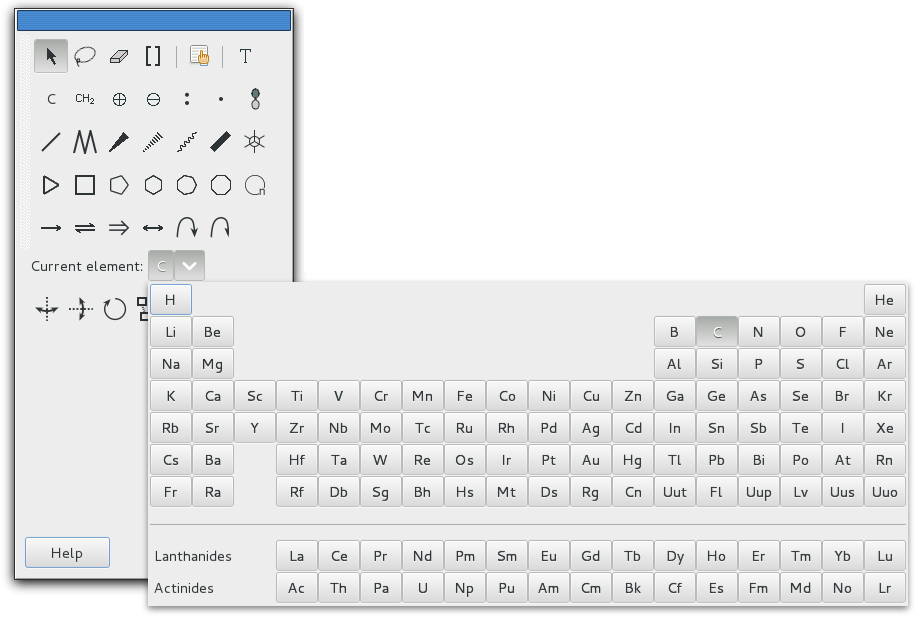 [ ] T
C CH₂
n
Current element: C
H He
Li Be B C N O F Ne
Na Mg Al Si P S Cl Ar
K Ca Sc Ti V Cr Mn Fe Co Ni Cu Zn Ga Ge As Se Br Kr
Rb Sr Y Zr Nb Mo Tc Ru Rh Pd Ag Cd In Sn Sb Te I Xe
Cs Ba Hf Ta W Re Os Ir Pt Au Hg Tl Pb Bi Po At Rn
Fr Ra Rf Db Sg Bh Hs Mt Ds Rg Cn Uut Fl Uup Lv Uus Uuo
Help
Lanthanides La Ce Pr Nd Pm Sm Eu Gd Tb Dy Ho Er Tm Yb Lu
Actinides Ac Th Pa U Np Pu Am Cm Bk Cf Es Fm Md No Lr